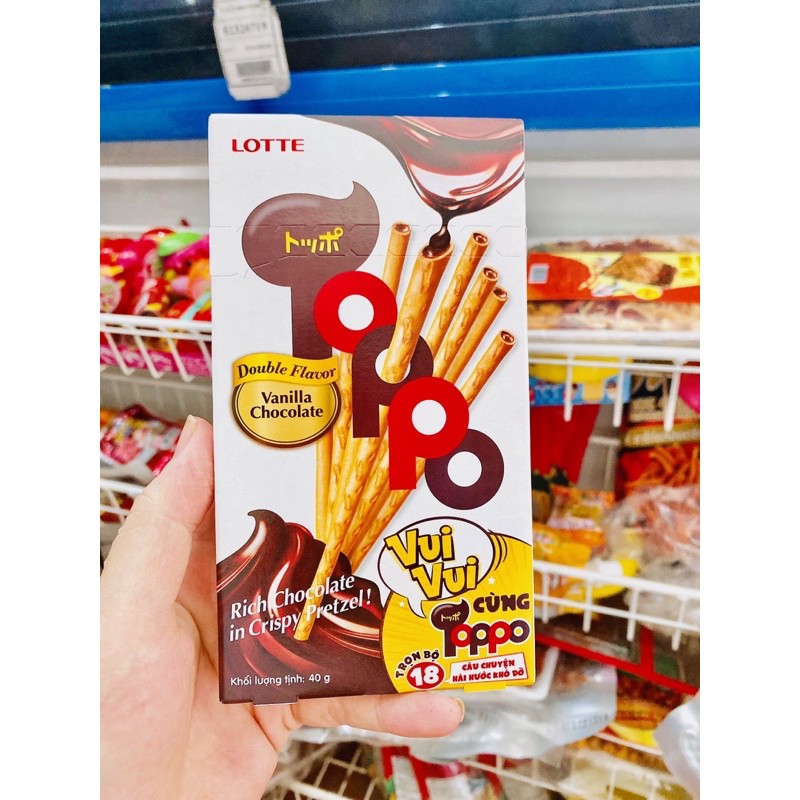 LOTTE
トッポ
Toppo
Double Flavor
Vanilla
Chocolate
Rich Chocolate
in Crispy Pretzel!
Khối lượng tịnh: 40 g
Vui
Vui
CÙNG
トッポ
Toppo
TRỌN BỘ
18
CÂU CHUYỆN
HÀI HƯỚC KHÓ ĐỠ